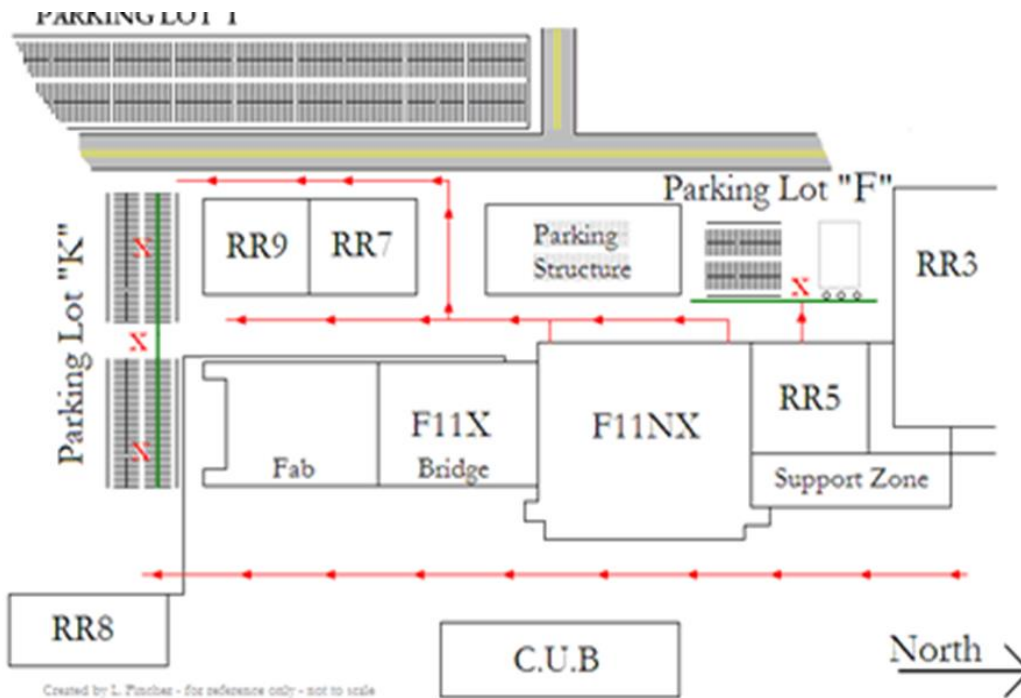 PARKING LOT
Parking Lot "F"
Parking Lot "K"
RR9
RR7
Parking
Structure
RR3
X
X
X
X
F11X
F11NX
RR5
Fab
Bridge
Support Zone
RR8
C.U.B
North
Created by L. Pincher - for reference only - not to scale